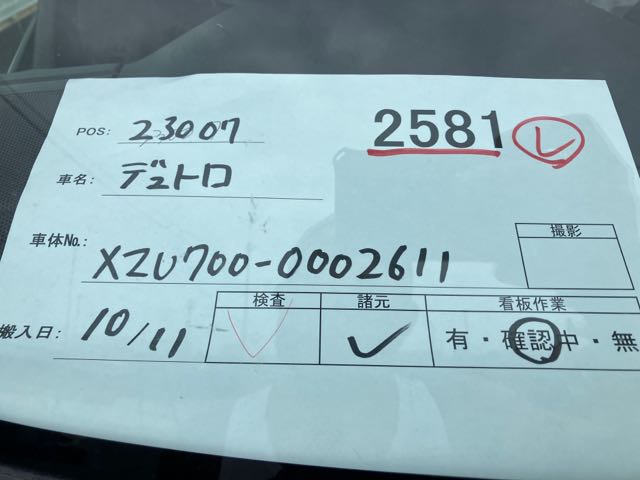 POS: 23007
2581 レ
車名: デュトロ
車体No.: XZU700-0002611
撮影
搬入日: 10/11
検査 諸元 看板作業
✓ ✓ 有・確認中・無